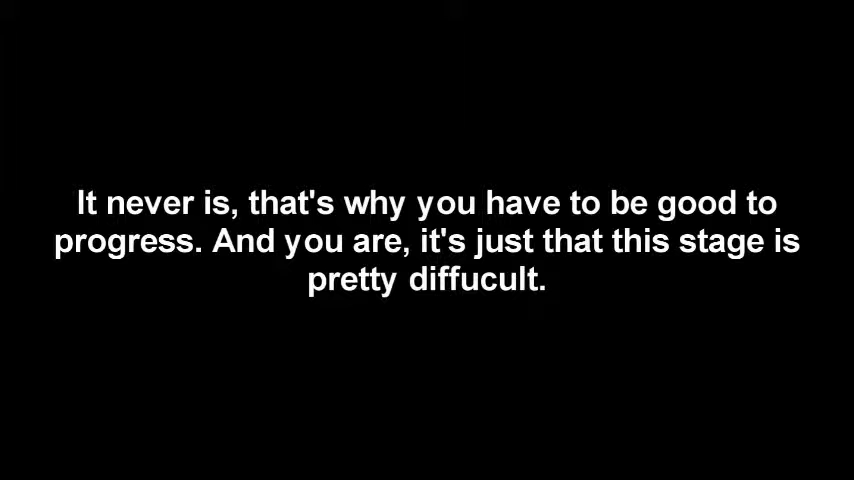 It never is, that's why you have to be good to
progress. And you are, it's just that this stage is
pretty diffucult.